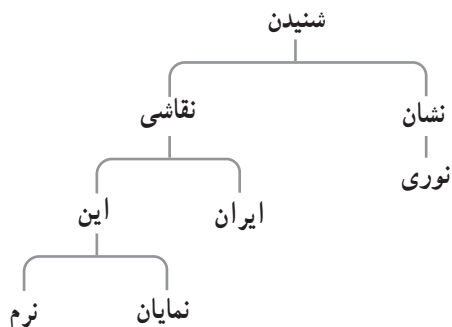 شنیدن
نشان
نقاشی
نوری
ایران
این
نمایان
نرم